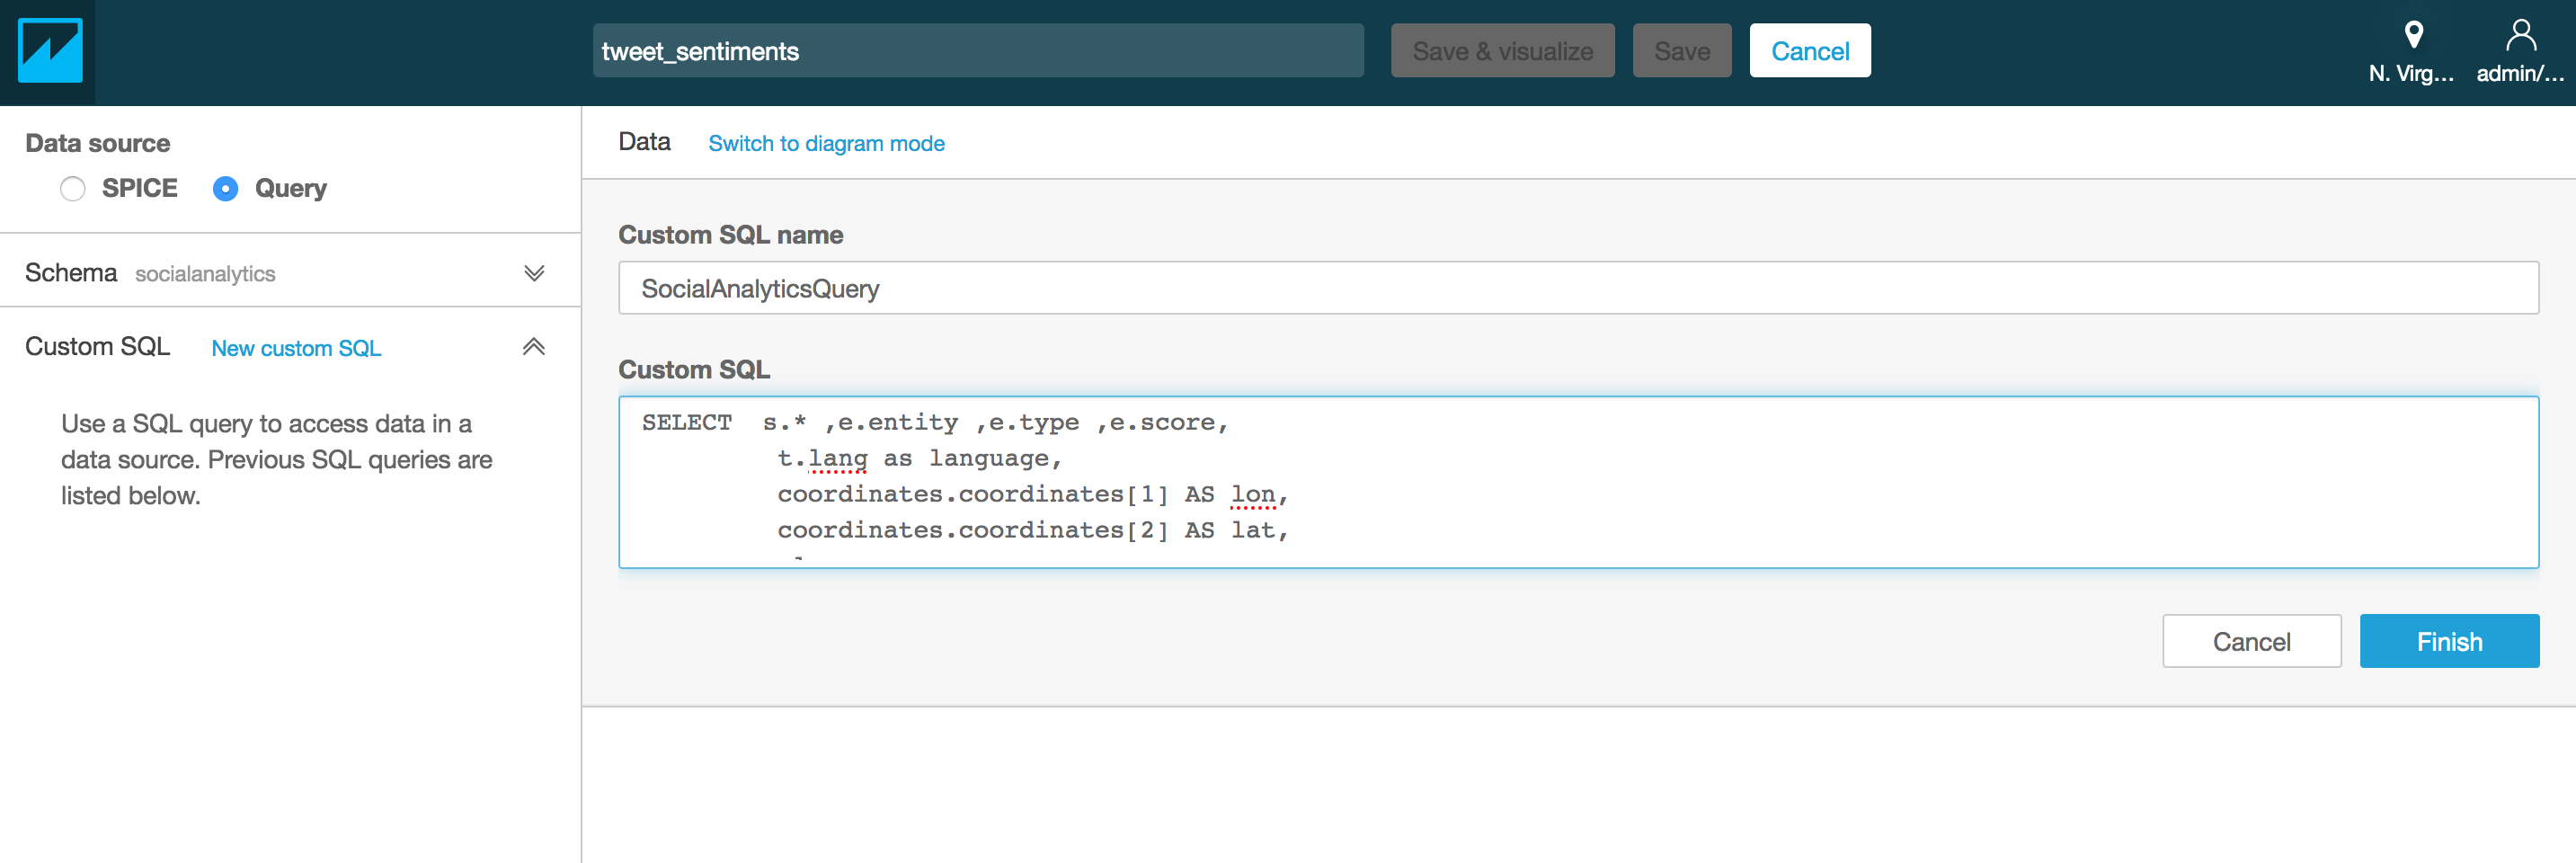 tweet_sentiments
Save & visualize
Save
Cancel
N. Virg...
admin/...
Data source
SPICE
Query
Schema socialanalytics
Custom SQL New custom SQL
Use a SQL query to access data in a
data source. Previous SQL queries are
listed below.
Data Switch to diagram mode
Custom SQL name
SocialAnalyticsQuery
Custom SQL
SELECT  s.* ,e.entity ,e.type ,e.score,
t.lang as language,
coordinates.coordinates[1] AS lon,
coordinates.coordinates[2] AS lat,
Cancel
Finish